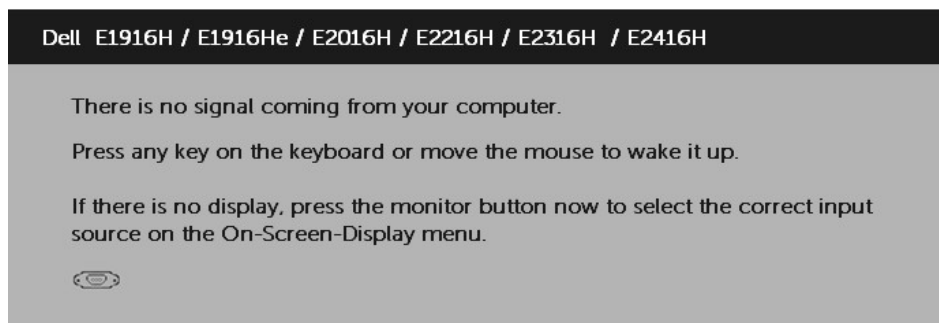 Dell E1916H / E1916He / E2016H / E2216H / E2316H / E2416H
There is no signal coming from your computer.
Press any key on the keyboard or move the mouse to wake it up.
If there is no display, press the monitor button now to select the correct input
source on the On-Screen-Display menu.